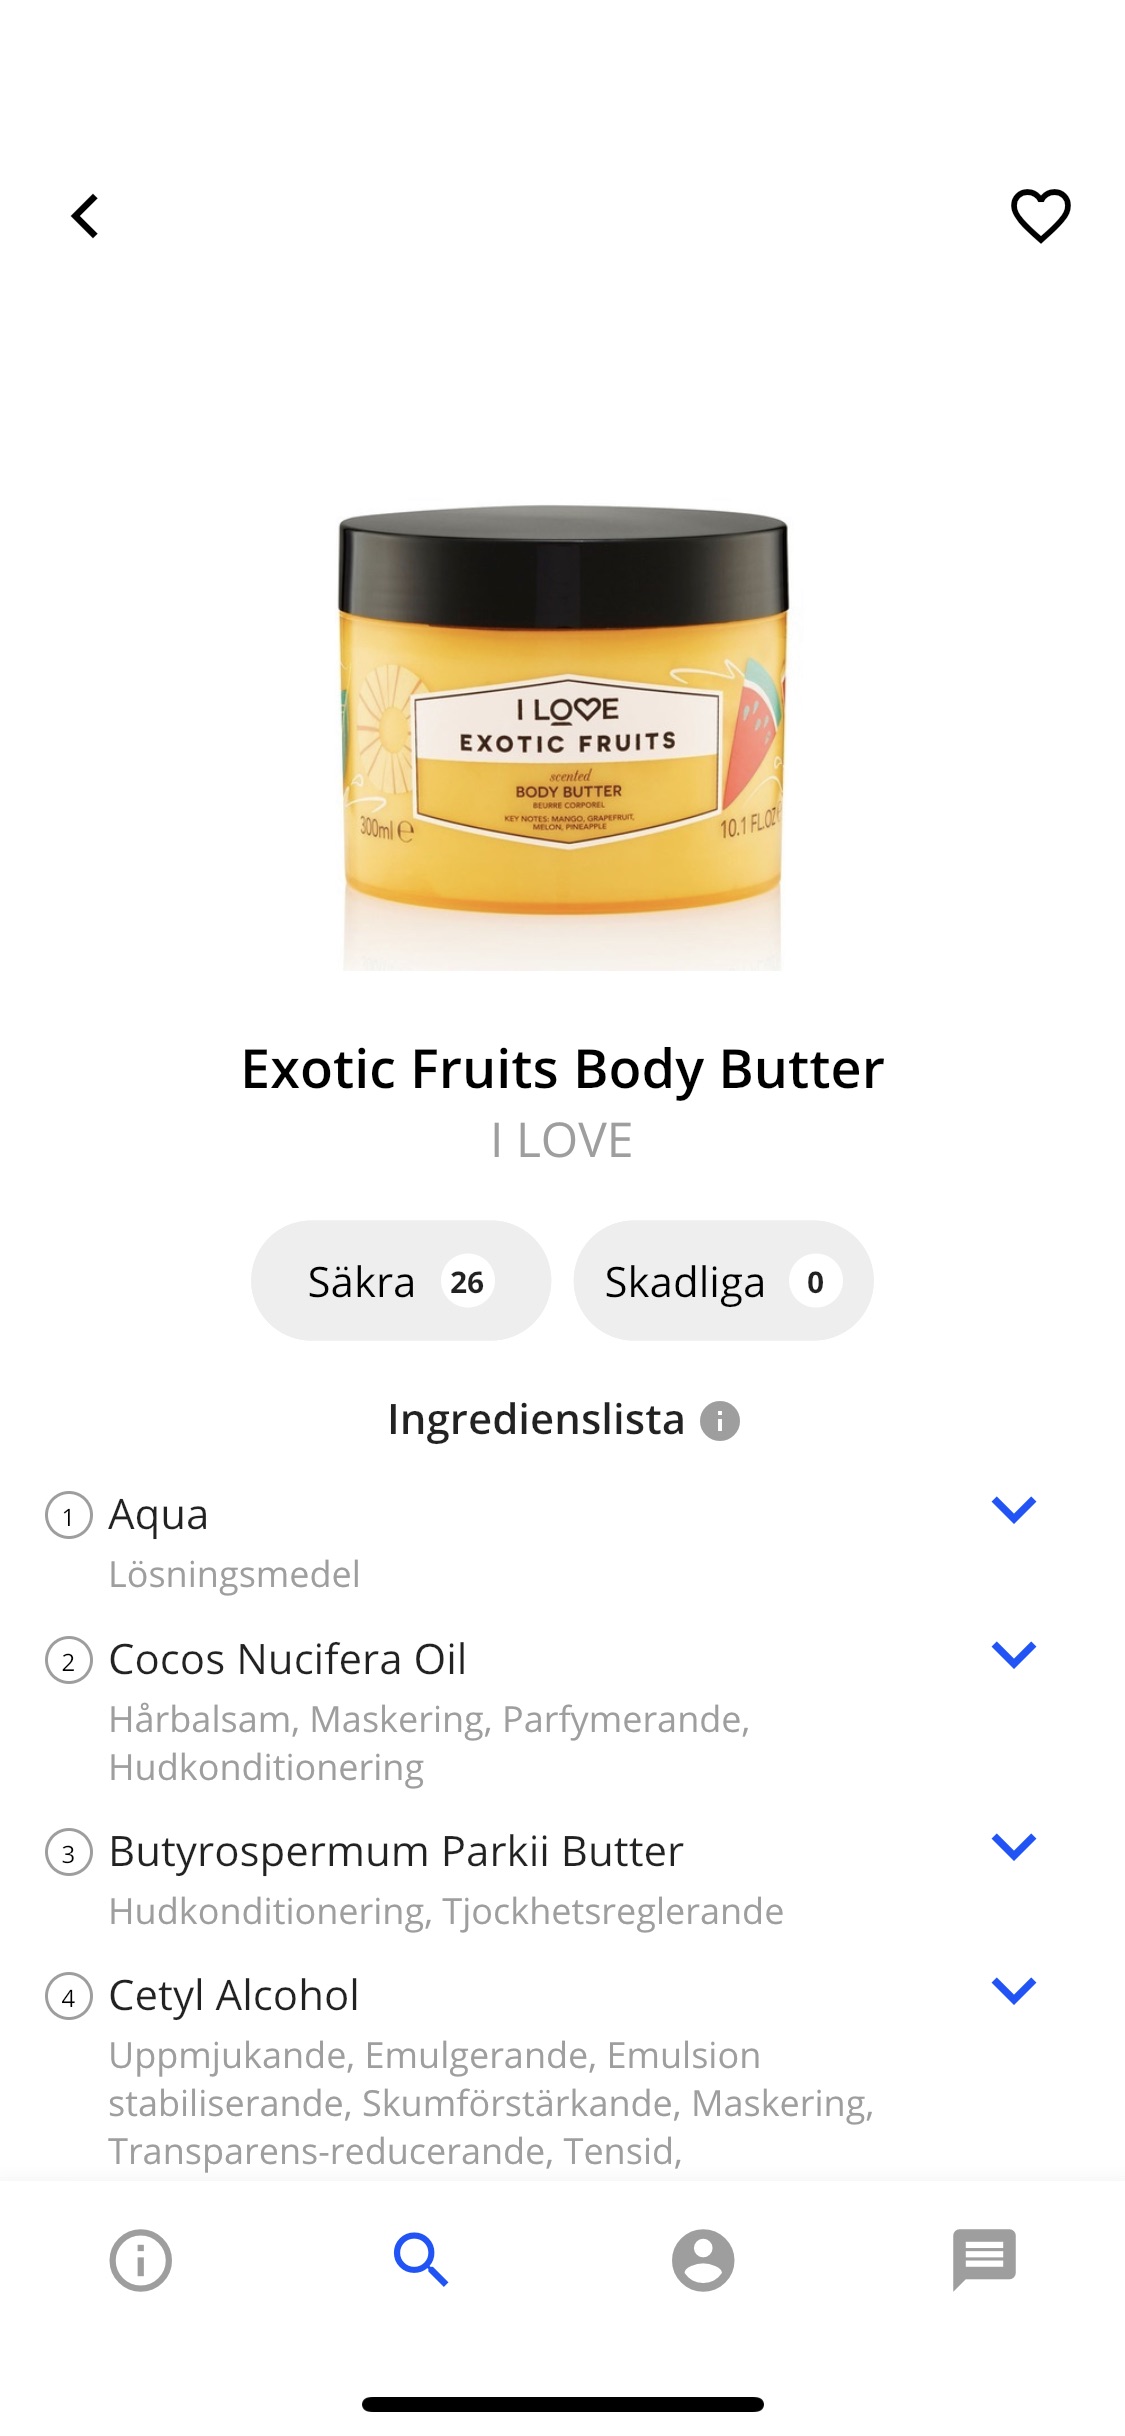 I LOVE
EXOTIC FRUITS
scented
BODY BUTTER
BEURRE CORPOREL
KEY NOTES: MANGO, GRAPEFRUIT,
MELON, PINEAPPLE
300ml e
10.1 FL.OZ
Exotic Fruits Body Butter
I LOVE
Säkra 26
Skadliga 0
Ingredienslista i
1 Aqua
Lösningsmedel
2 Cocos Nucifera Oil
Hårbalsam, Maskering, Parfymerande,
Hudkonditionering
3 Butyrospermum Parkii Butter
Hudkonditionering, Tjockhetsreglerande
4 Cetyl Alcohol
Uppmjukande, Emulgerande, Emulsion
stabiliserande, Skumförstärkande, Maskering,
Transparens-reducerande, Tensid,